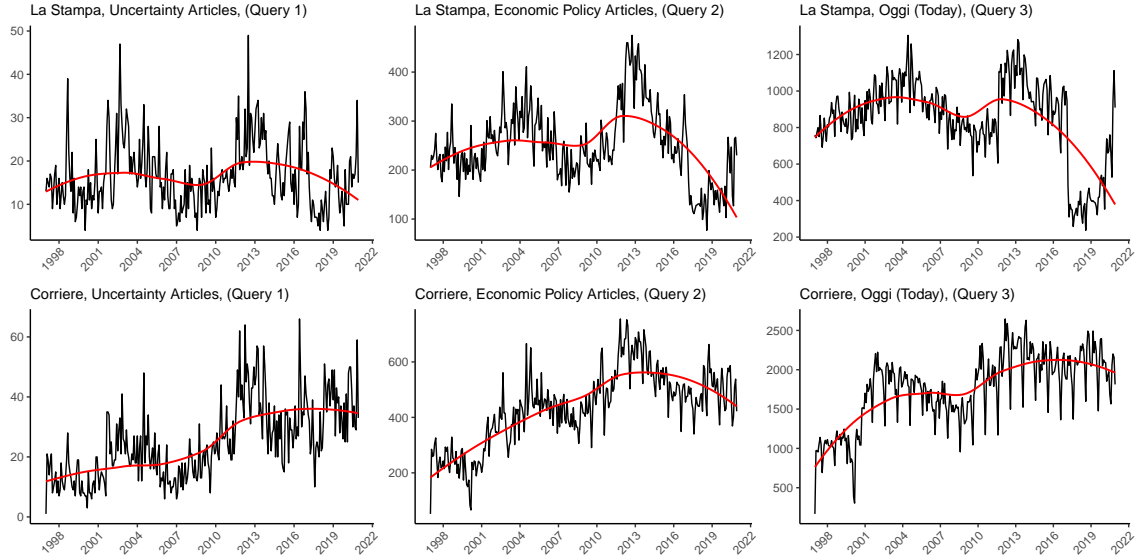 La Stampa, Uncertainty Articles, (Query 1)
50
40
30
20
10
1998 2001 2004 2007 2010 2013 2016 2019 2022
La Stampa, Economic Policy Articles, (Query 2)
400
300
200
100
1998 2001 2004 2007 2010 2013 2016 2019 2022
La Stampa, Oggi (Today), (Query 3)
1200
1000
800
600
400
200
1998 2001 2004 2007 2010 2013 2016 2019 2022
Corriere, Uncertainty Articles, (Query 1)
60
40
20
0
1998 2001 2004 2007 2010 2013 2016 2019 2022
Corriere, Economic Policy Articles, (Query 2)
600
400
200
1998 2001 2004 2007 2010 2013 2016 2019 2022
Corriere, Oggi (Today), (Query 3)
2500
2000
1500
1000
500
1998 2001 2004 2007 2010 2013 2016 2019 2022